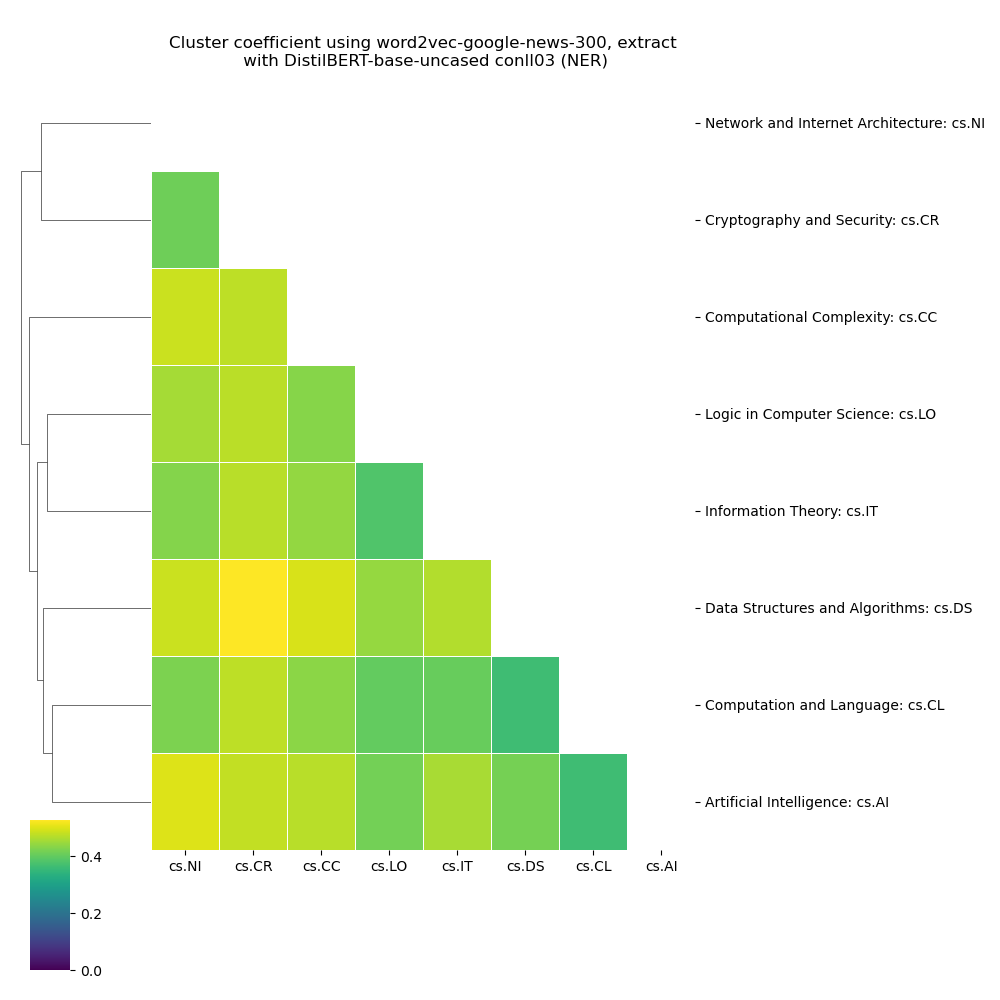 Cluster coefficient using word2vec-google-news-300, extract
with DistilBERT-base-uncased conll03 (NER)
Network and Internet Architecture: cs.NI
Cryptography and Security: cs.CR
Computational Complexity: cs.CC
Logic in Computer Science: cs.LO
Information Theory: cs.IT
Data Structures and Algorithms: cs.DS
Computation and Language: cs.CL
Artificial Intelligence: cs.AI
cs.NI cs.CR cs.CC cs.LO cs.IT cs.DS cs.CL cs.AI
0.4
0.2
0.0